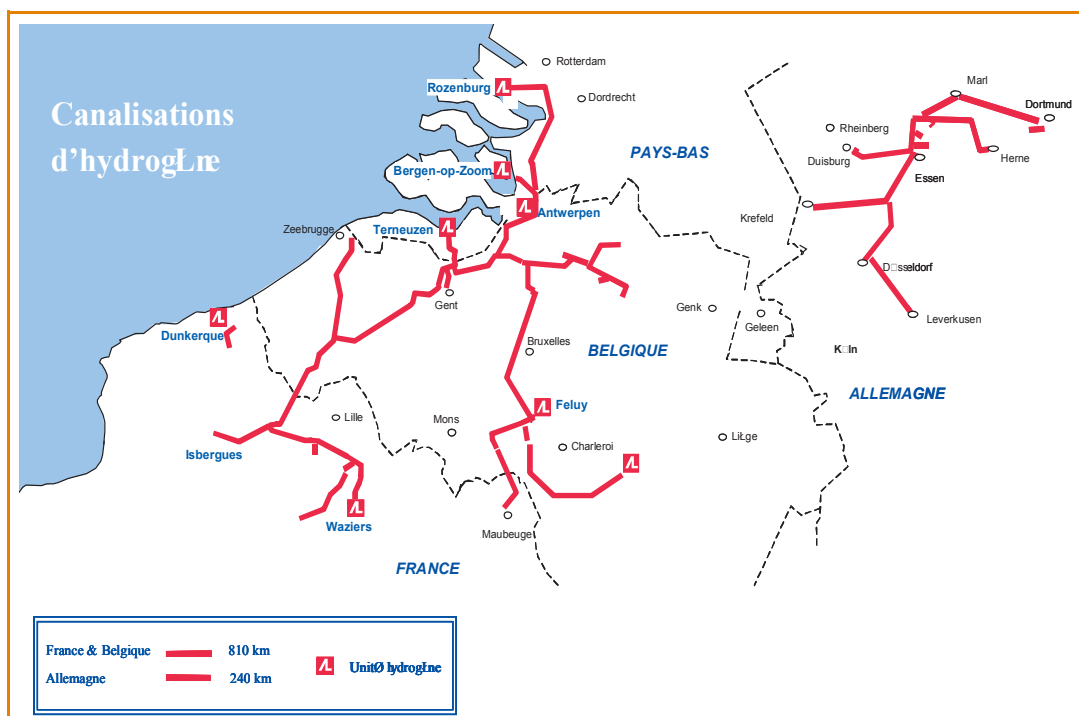 Canalisations
d'hydrogŁne
Rotterdam
Rozenburg
Dordrecht
Marl
Dortmund
Rheinberg
Duisburg
Herne
Essen
PAYS-BAS
Bergen-op-Zoom
Antwerpen
Krefeld
Zeebrugge
Terneuzen
D□sseldorf
Gent
Genk
Geleen
Leverkusen
Dunkerque
Bruxelles
BELGIQUE
K□ln
ALLEMAGNE
Feluy
Lille
Mons
Charleroi
LiŁge
Isbergues
Waziers
Maubeuge
FRANCE
France & Belgique 810 km
Allemagne 240 km
UnitØ hydrogŁne